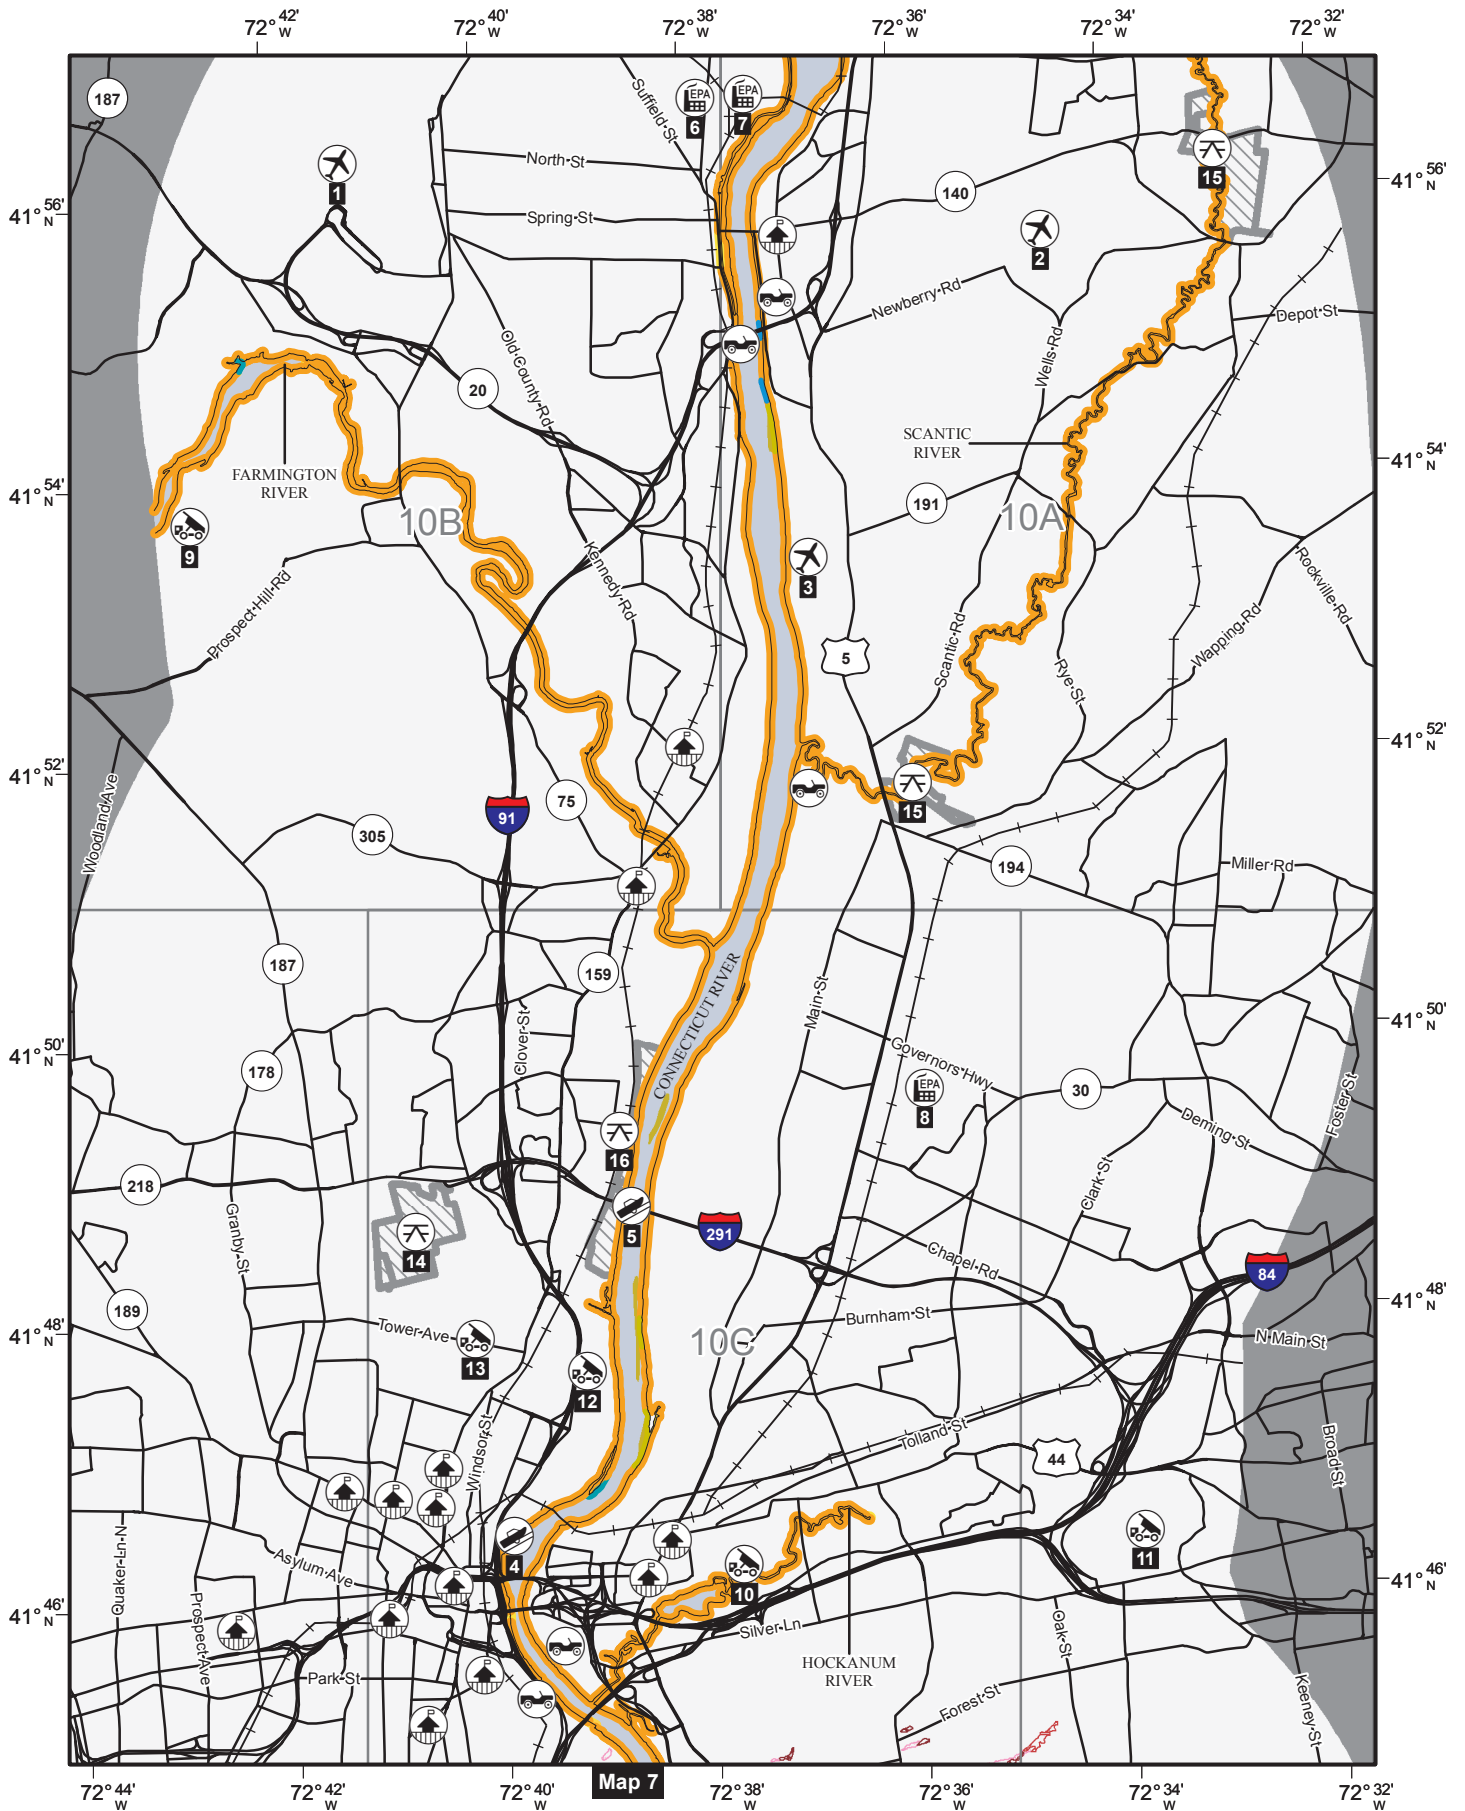 72°42'W
72°40'W
72°38'W
72°36'W
72°34'W
72°32'W
187
Suffield St
EPA
6
EPA
7
North St
1
15
140
41°56'N
41°56'N
Spring St
2
Newberry Rd
Depot St
Old County Rd
Wells Rd
20
SCANTIC
RIVER
41°54'N
FARMINGTON
RIVER
41°54'N
191
10B
10A
9
Kennedy Rd
3
Prospect Hill Rd
Rockville Rd
5
Scantic Rd
Wapping Rd
Rye St
41°52'N
41°52'N
Woodland Ave
91
75
15
305
194
Miller Rd
187
159
CONNECTICUT RIVER
Main St
41°50'N
Clover St
41°50'N
Governors Hwy
178
EPA
8
30
Foster St
Deming St
16
218
Clark St
Granby St
5
291
14
Chapel Rd
84
189
41°48'N
Burnham St
41°48'N
Tower Ave
10C
N Main St
13
12
Windsor St
Tolland St
44
Broad St
Quaker Ln N
Asylum Ave
4
11
10
41°46'N
41°46'N
Prospect Ave
Silver Ln
Oak St
Park St
HOCKANUM
RIVER
Forest St
Keeney St
72°44'W
72°42'W
72°40'W
Map 7
72°38'W
72°36'W
72°34'W
72°32'W